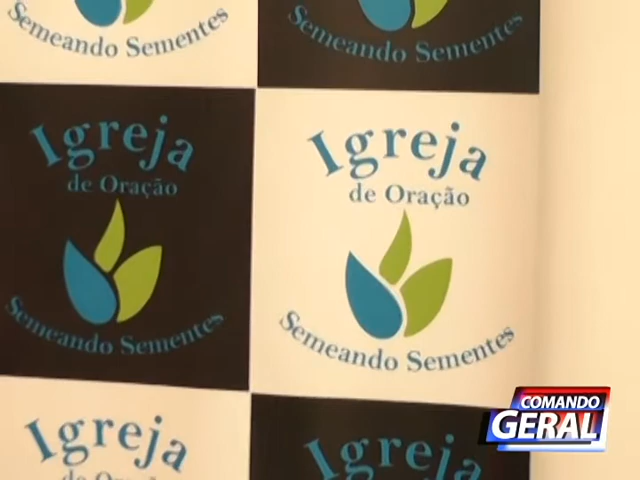 Semeando Sementes
Semeando Sementes
Igreja
de Oração
Semeando Sementes
Igreja
de Oração
Semeando Sementes
Igreja
Igreja
COMANDO
GERAL